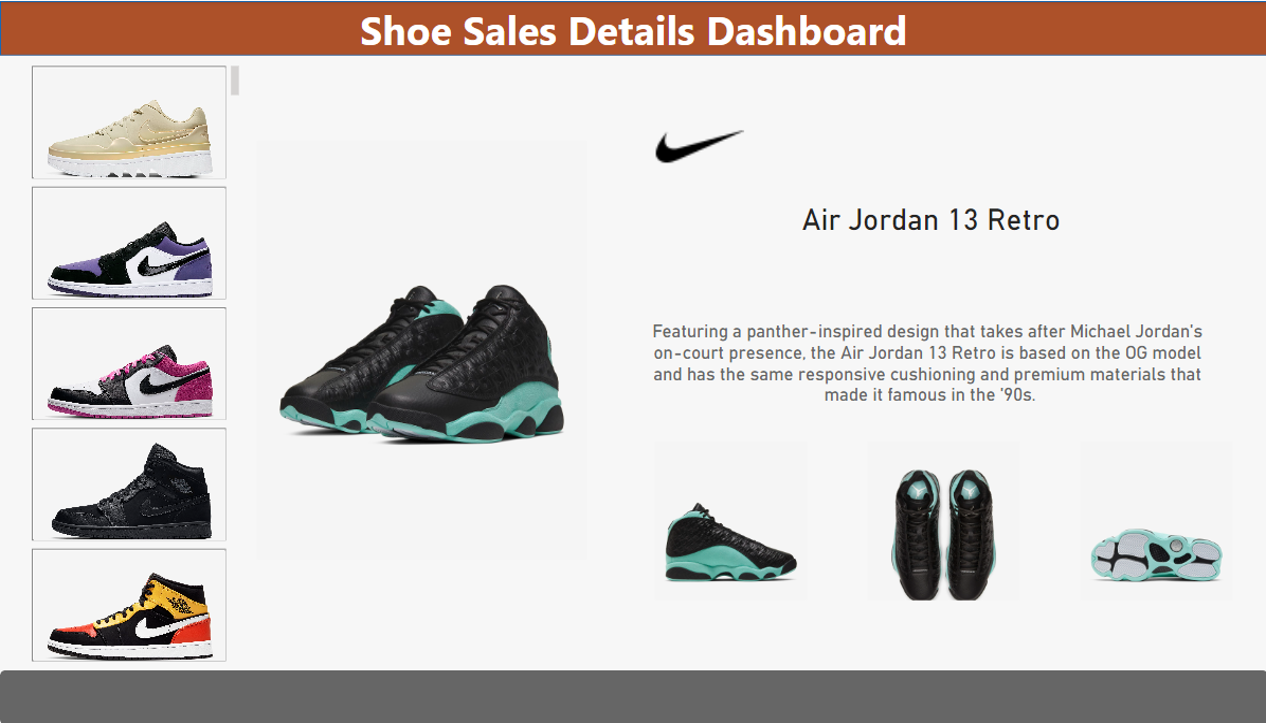 Shoe Sales Details Dashboard
Air Jordan 13 Retro
Featuring a panther-inspired design that takes after Michael Jordan's
on-court presence, the Air Jordan 13 Retro is based on the OG model
and has the same responsive cushioning and premium materials that
made it famous in the '90s.